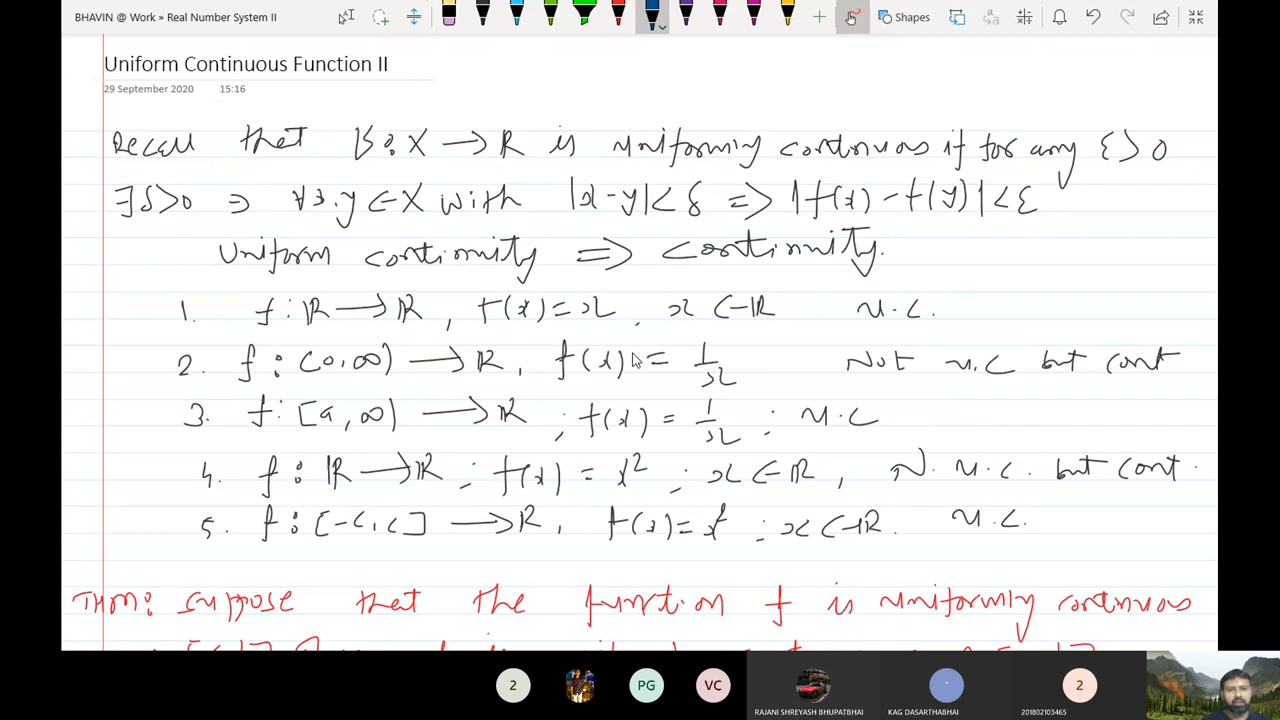 BHAVIN @ Work » Real Number System II
Shapes
Uniform Continuous Function II
29 September 2020 15:16
Recall that f: X → R is uniformly continuous if for any ε > 0
∃ δ>0 ⇒ ∀ x,y ∈ X with |x-y| < δ ⇒ |f(x) - f(y)| < ε
Uniform continuity ⇒ continuity.
1. f: R → R, f(x) = x, x ∈ R u.c.
2. f: (0, ∞) → R, f(x) = 1/x Not u.c but cont
3. f: [a, ∞) → R ; f(x) = 1/x ; u.c
4. f: R → R ; f(x) = x² ; x ∈ R, N. u.c. but cont.
5. f: [-c, c] → R, f(x) = x² ; x ∈ R. u.c.
THM: suppose that the function f is uniformly continuous
2 PG VC 2
RAJANI SHREYASH BHUPATBHAI KAG DASARTHABHAI 201802103465